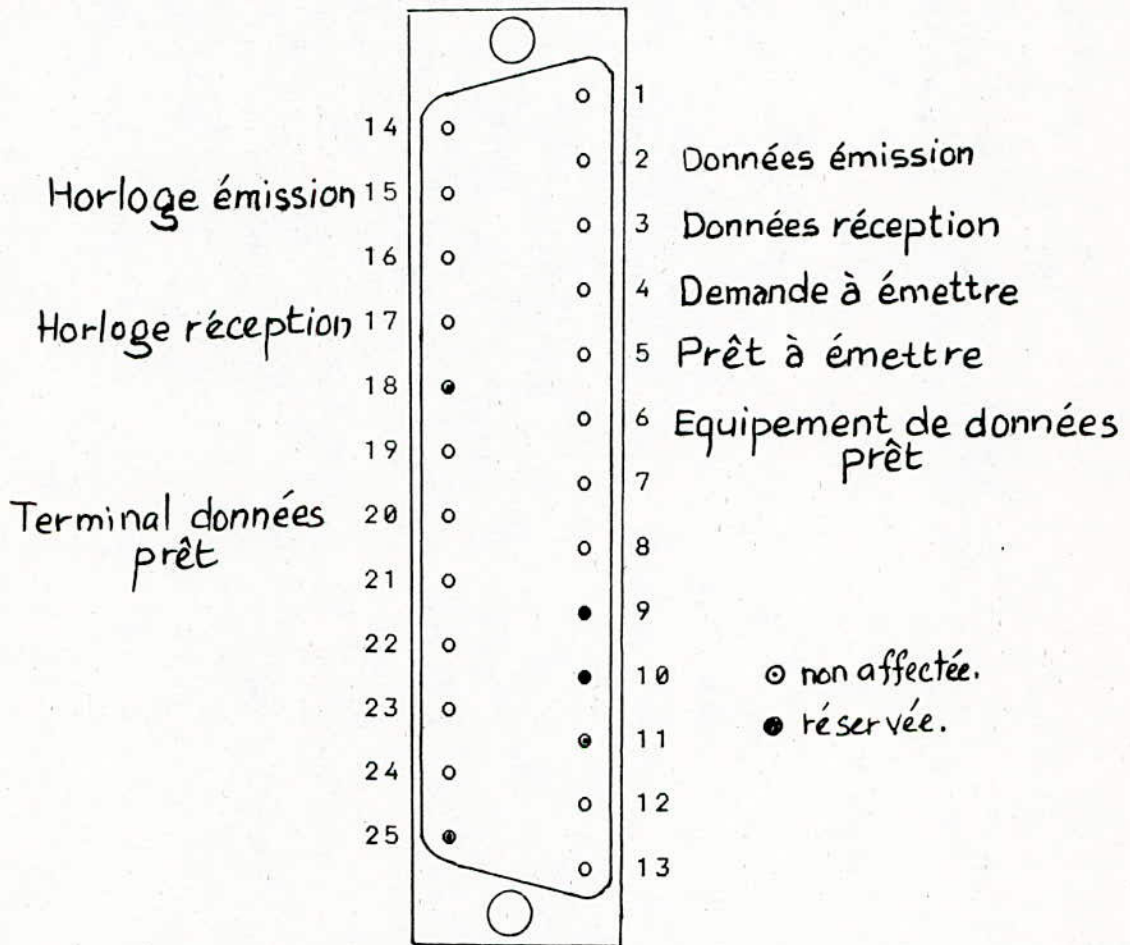 1
14
2 Données émission
Horloge émission 15
3 Données réception
16
4 Demande à émettre
Horloge réception 17
5 Prêt à émettre
18
6 Equipement de données
prêt
19
7
Terminal données 20
prêt
8
21
9
22
10
⊙ non affectée.
23
● réservée.
11
24
12
25
13